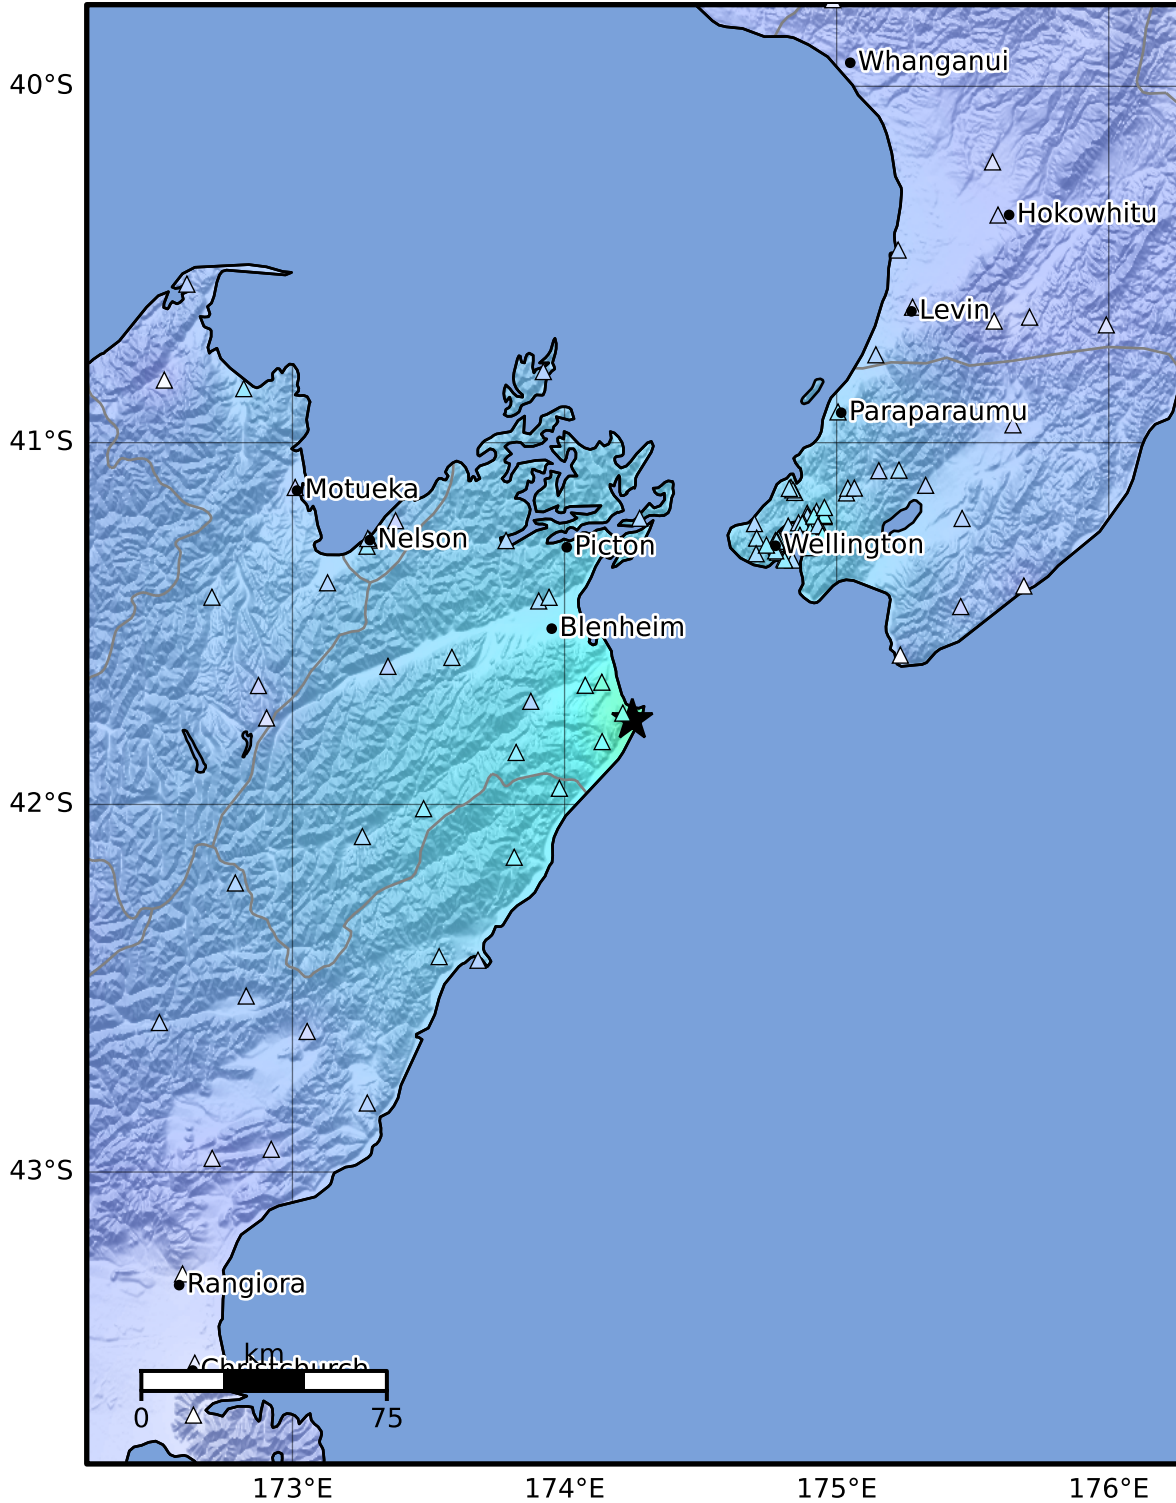 Whanganui
40°S
Hokowhitu
Levin
Paraparaumu
41°S
Motueka
Nelson
Picton
Wellington
Blenheim
42°S
43°S
Rangiora
km
Christchurch
0 75
173°E 174°E 175°E 176°E